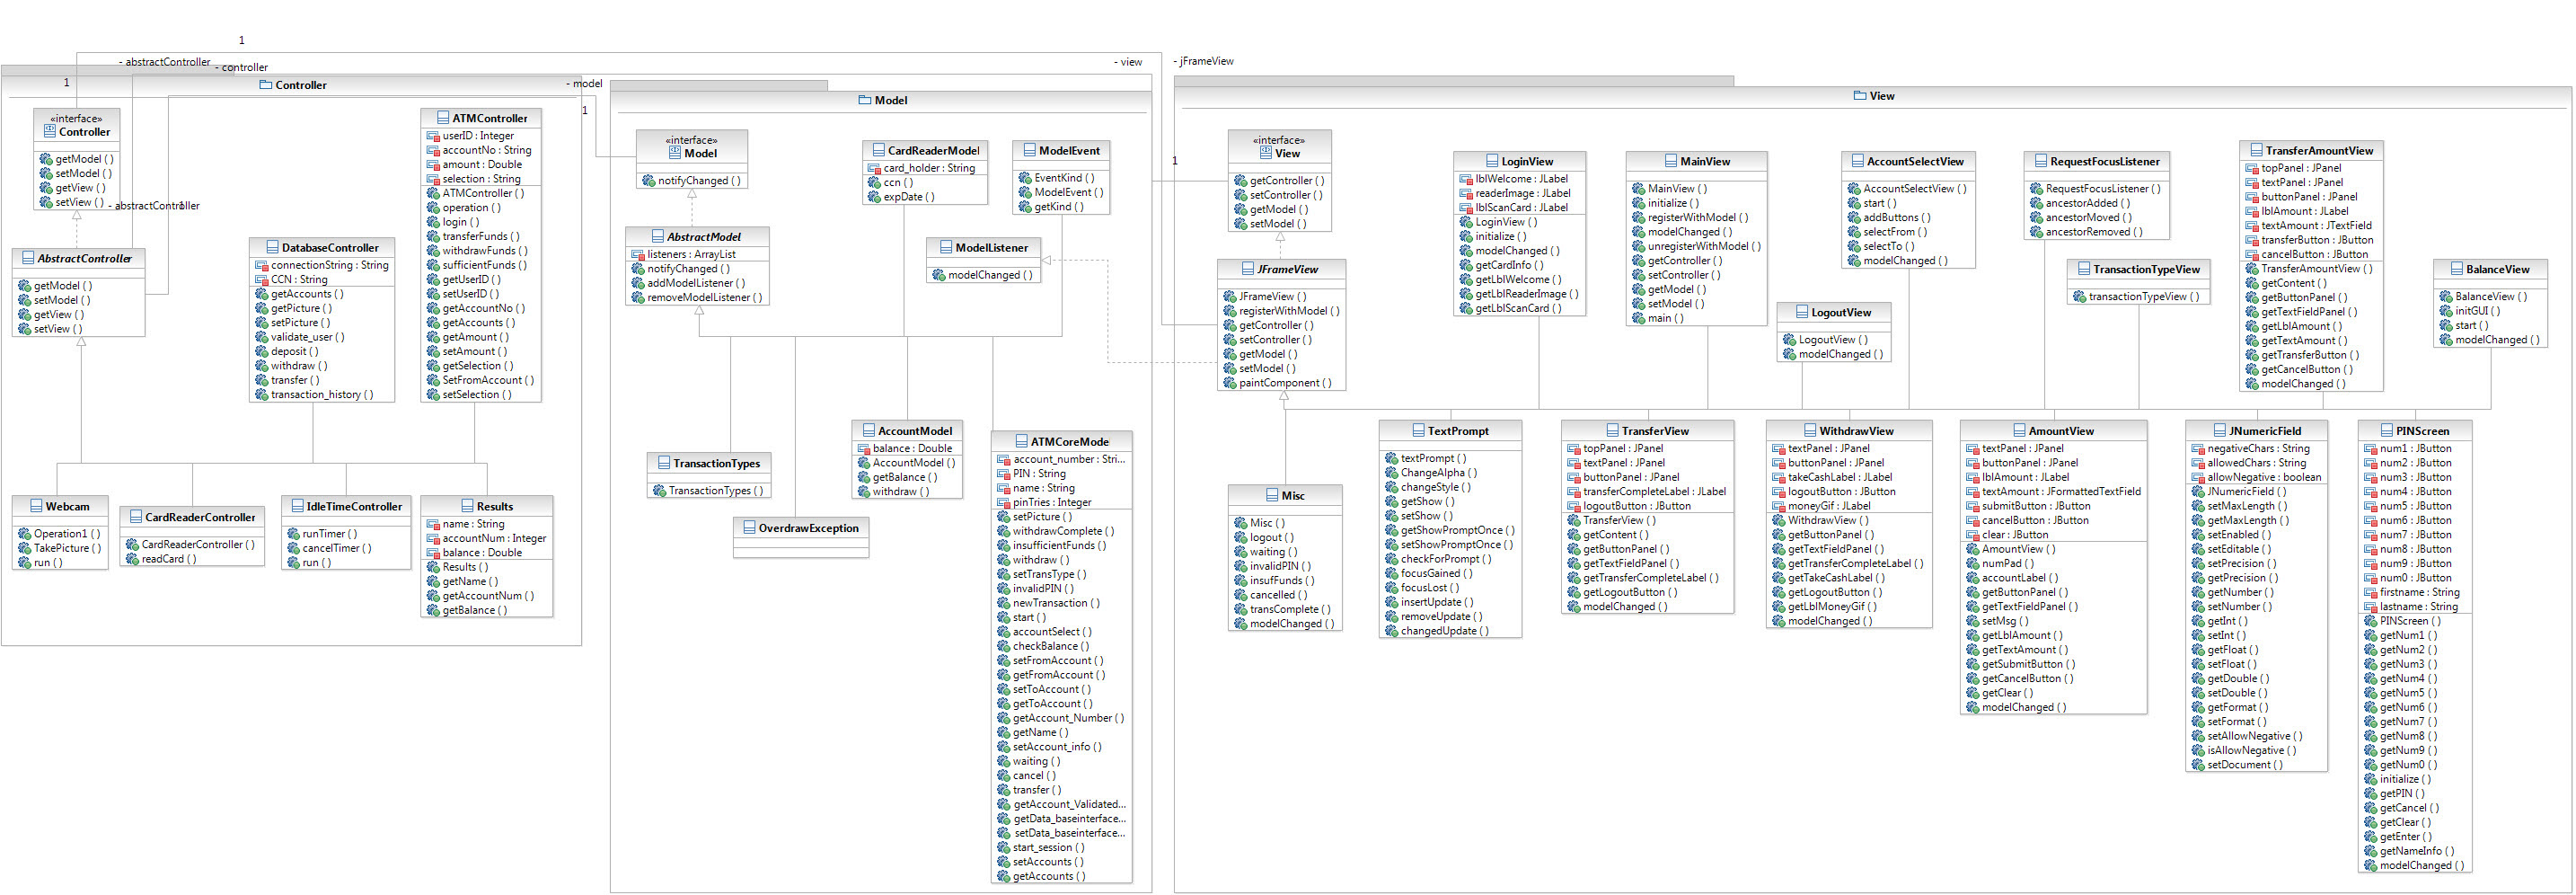 1
- abstractController
- controller
- view
- jFrameView
1
- model
1
1
- abstractController
1
Controller
«interface»
Controller
getModel ( )
setModel ( )
getView ( )
setView ( )
AbstractController
getModel ( )
setModel ( )
getView ( )
setView ( )
DatabaseController
connectionString : String
CCN : String
getAccounts ( )
getPicture ( )
setPicture ( )
validate_user ( )
deposit ( )
withdraw ( )
transfer ( )
transaction_history ( )
ATMController
userID : Integer
accountNo : String
amount : Double
selection : String
ATMController ( )
operation ( )
login ( )
transferFunds ( )
withdrawFunds ( )
sufficientFunds ( )
getUserID ( )
setUserID ( )
getAccountNo ( )
getAccounts ( )
getAmount ( )
setAmount ( )
getSelection ( )
SetFromAccount ( )
setSelection ( )
Webcam
Operation1 ( )
TakePicture ( )
run ( )
CardReaderController
CardReaderController ( )
readCard ( )
IdleTimeController
runTimer ( )
cancelTimer ( )
run ( )
Results
name : String
accountNum : Integer
balance : Double
Results ( )
getName ( )
getAccountNum ( )
getBalance ( )
Model
«interface»
Model
notifyChanged ( )
AbstractModel
listeners : ArrayList
notifyChanged ( )
addModelListener ( )
removeModelListener ( )
CardReaderModel
card_holder : String
ccn ( )
expDate ( )
ModelEvent
EventKind ( )
ModelEvent ( )
getKind ( )
ModelListener
modelChanged ( )
TransactionTypes
TransactionTypes ( )
OverdrawException
AccountModel
balance : Double
AccountModel ( )
getBalance ( )
withdraw ( )
ATMCoreMode
account_number : Stri...
PIN : String
name : String
pinTries : Integer
setPicture ( )
withdrawComplete ( )
insufficientFunds ( )
withdraw ( )
setTransType ( )
invalidPIN ( )
newTransaction ( )
start ( )
accountSelect ( )
checkBalance ( )
setFromAccount ( )
getFromAccount ( )
setToAccount ( )
getToAccount ( )
getAccount_Number ( )
getName ( )
setAccount_info ( )
waiting ( )
cancel ( )
transfer ( )
getAccount_Validated...
getData_baseinterface...
setData_baseinterface...
start_session ( )
setAccounts ( )
getAccounts ( )
View
«interface»
View
getController ( )
setController ( )
getModel ( )
setModel ( )
JFrameView
JFrameView ( )
registerWithModel ( )
getController ( )
setController ( )
getModel ( )
setModel ( )
paintComponent ( )
LoginView
lblWelcome : JLabel
readerImage : JLabel
lblScanCard : JLabel
LoginView ( )
initialize ( )
modelChanged ( )
getCardInfo ( )
getLblWelcome ( )
getLblReaderImage ( )
getLblScanCard ( )
MainView
MainView ( )
initialize ( )
registerWithModel ( )
modelChanged ( )
unregisterWithModel ( )
getController ( )
setController ( )
getModel ( )
setModel ( )
main ( )
AccountSelectView
AccountSelectView ( )
start ( )
addButtons ( )
selectFrom ( )
selectTo ( )
modelChanged ( )
LogoutView
LogoutView ( )
modelChanged ( )
RequestFocusListener
RequestFocusListener ( )
ancestorAdded ( )
ancestorMoved ( )
ancestorRemoved ( )
TransactionTypeView
transactionTypeView ( )
TransferAmountView
topPanel : JPanel
textPanel : JPanel
buttonPanel : JPanel
lblAmount : JLabel
textAmount : JTextField
transferButton : JButton
cancelButton : JButton
TransferAmountView ( )
getContent ( )
getButtonPanel ( )
getTextFieldPanel ( )
getLblAmount ( )
getTextAmount ( )
getTransferButton ( )
getCancelButton ( )
modelChanged ( )
BalanceView
BalanceView ( )
initGUI ( )
start ( )
modelChanged ( )
Misc
Misc ( )
logout ( )
waiting ( )
invalidPIN ( )
insufFunds ( )
cancelled ( )
transComplete ( )
modelChanged ( )
TextPrompt
textPrompt ( )
ChangeAlpha ( )
changeStyle ( )
getShow ( )
setShow ( )
getShowPromptOnce ( )
setShowPromptOnce ( )
checkForPrompt ( )
focusGained ( )
focusLost ( )
insertUpdate ( )
removeUpdate ( )
changedUpdate ( )
TransferView
topPanel : JPanel
textPanel : JPanel
buttonPanel : JPanel
transferCompleteLabel : JLabel
logoutButton : JButton
TransferView ( )
getContent ( )
getButtonPanel ( )
getTextFieldPanel ( )
getTransferCompleteLabel ( )
getLogoutButton ( )
modelChanged ( )
WithdrawView
textPanel : JPanel
buttonPanel : JPanel
takeCashLabel : JLabel
logoutButton : JButton
moneyGif : JLabel
WithdrawView ( )
getButtonPanel ( )
getTextFieldPanel ( )
getTransferCompleteLabel ( )
getTakeCashLabel ( )
getLogoutButton ( )
getLblMoneyGif ( )
modelChanged ( )
AmountView
textPanel : JPanel
buttonPanel : JPanel
lblAmount : JLabel
textAmount : JFormattedTextField
submitButton : JButton
cancelButton : JButton
clear : JButton
AmountView ( )
numPad ( )
accountLabel ( )
getButtonPanel ( )
getTextFieldPanel ( )
setMsg ( )
getLblAmount ( )
getTextAmount ( )
getSubmitButton ( )
getCancelButton ( )
getClear ( )
modelChanged ( )
JNumericField
negativeChars : String
allowedChars : String
allowNegative : boolean
JNumericField ( )
setMaxLength ( )
getMaxLength ( )
setEnabled ( )
setEditable ( )
setPrecision ( )
getPrecision ( )
getNumber ( )
setNumber ( )
getInt ( )
setInt ( )
getFloat ( )
setFloat ( )
getDouble ( )
setDouble ( )
getFormat ( )
setFormat ( )
setAllowNegative ( )
isAllowNegative ( )
setDocument ( )
PINScreen
num1 : JButton
num2 : JButton
num3 : JButton
num4 : JButton
num5 : JButton
num6 : JButton
num7 : JButton
num8 : JButton
num9 : JButton
num0 : JButton
firstname : String
lastname : String
PINScreen ( )
getNum1 ( )
getNum2 ( )
getNum3 ( )
getNum4 ( )
getNum5 ( )
getNum6 ( )
getNum7 ( )
getNum8 ( )
getNum9 ( )
getNum0 ( )
initialize ( )
getPIN ( )
getCancel ( )
getClear ( )
getEnter ( )
getNameInfo ( )
modelChanged ( )